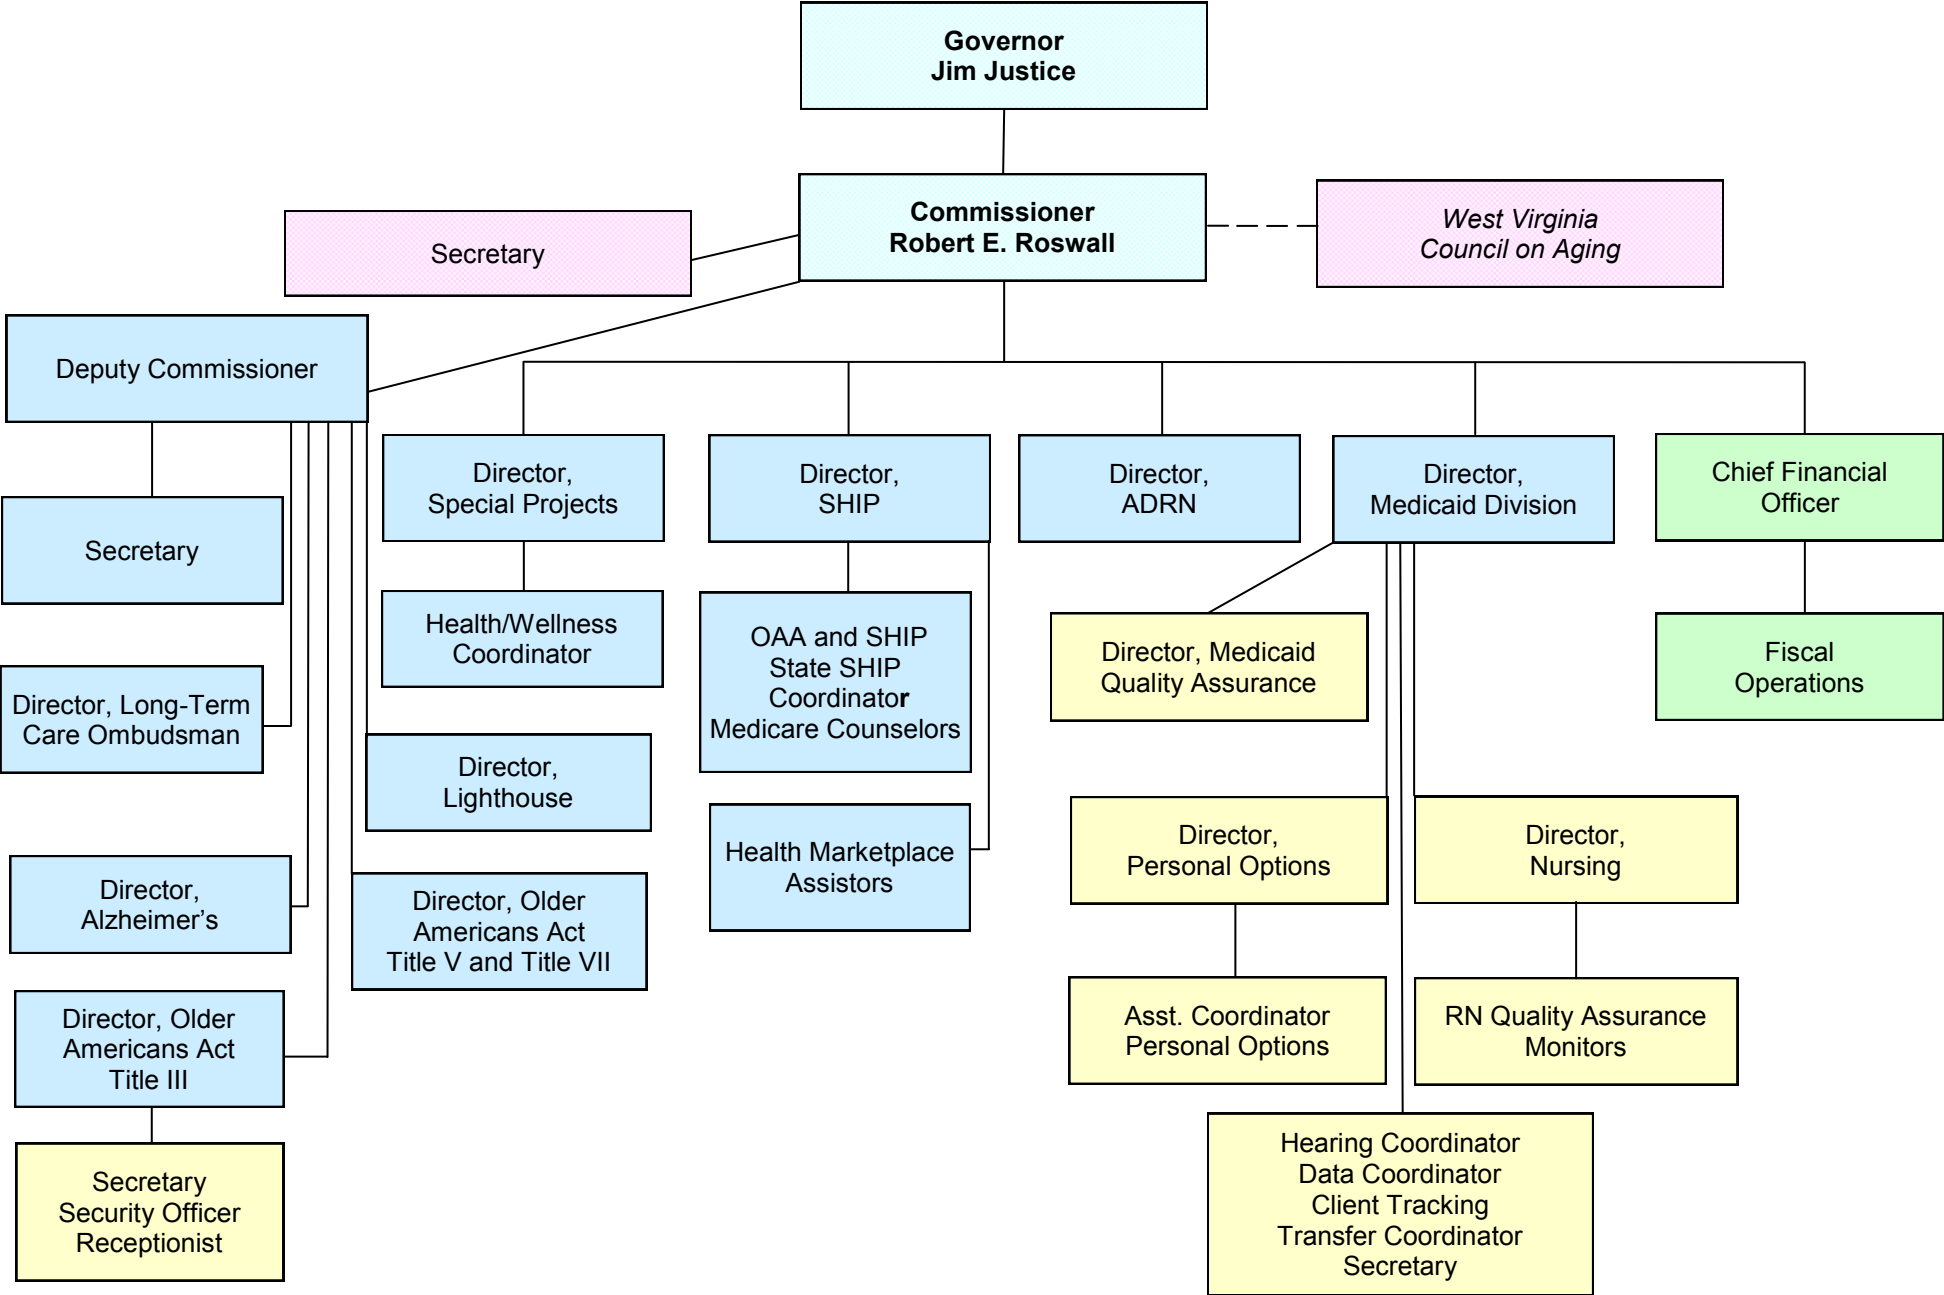 Governor
Jim Justice
Commissioner
Robert E. Roswall
West Virginia
Council on Aging
Secretary
Deputy Commissioner
Director,
Special Projects
Director,
SHIP
Director,
ADRN
Director,
Medicaid Division
Chief Financial
Officer
Secretary
Health/Wellness
Coordinator
OAA and SHIP
State SHIP
Coordinator
Medicare Counselors
Director, Medicaid
Quality Assurance
Fiscal
Operations
Director, Long-Term
Care Ombudsman
Director,
Lighthouse
Health Marketplace
Assistors
Director,
Personal Options
Director,
Nursing
Director,
Alzheimer’s
Director, Older
Americans Act
Title V and Title VII
Director, Older
Americans Act
Title III
Asst. Coordinator
Personal Options
RN Quality Assurance
Monitors
Secretary
Security Officer
Receptionist
Hearing Coordinator
Data Coordinator
Client Tracking
Transfer Coordinator
Secretary